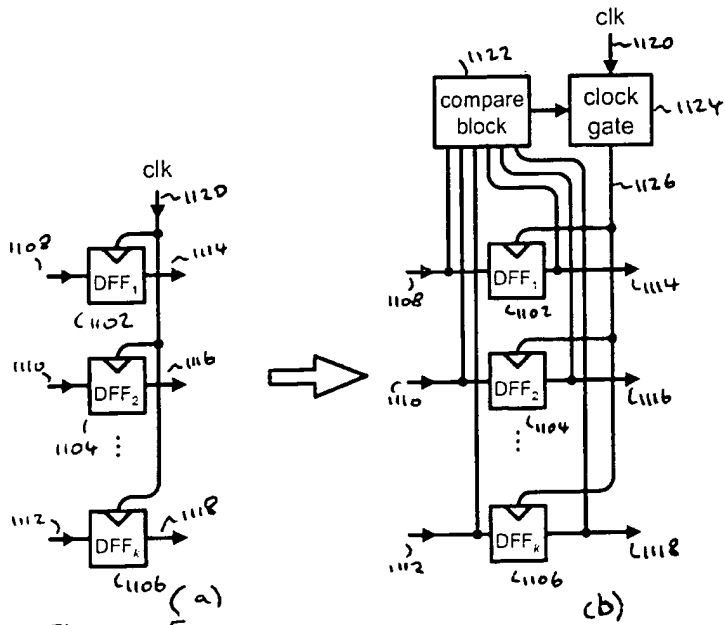 clk
1120
1108
DFF1
1114
1102
1110
DFF2
1116
1104
⋮
1112
DFFk
1118
1106
(a)
clk
1120
1122
compare
block
clock
gate
1124
1126
1108
DFF1
1102
1114
1110
DFF2
1104
1116
⋮
1112
DFFk
1106
1118
(b)